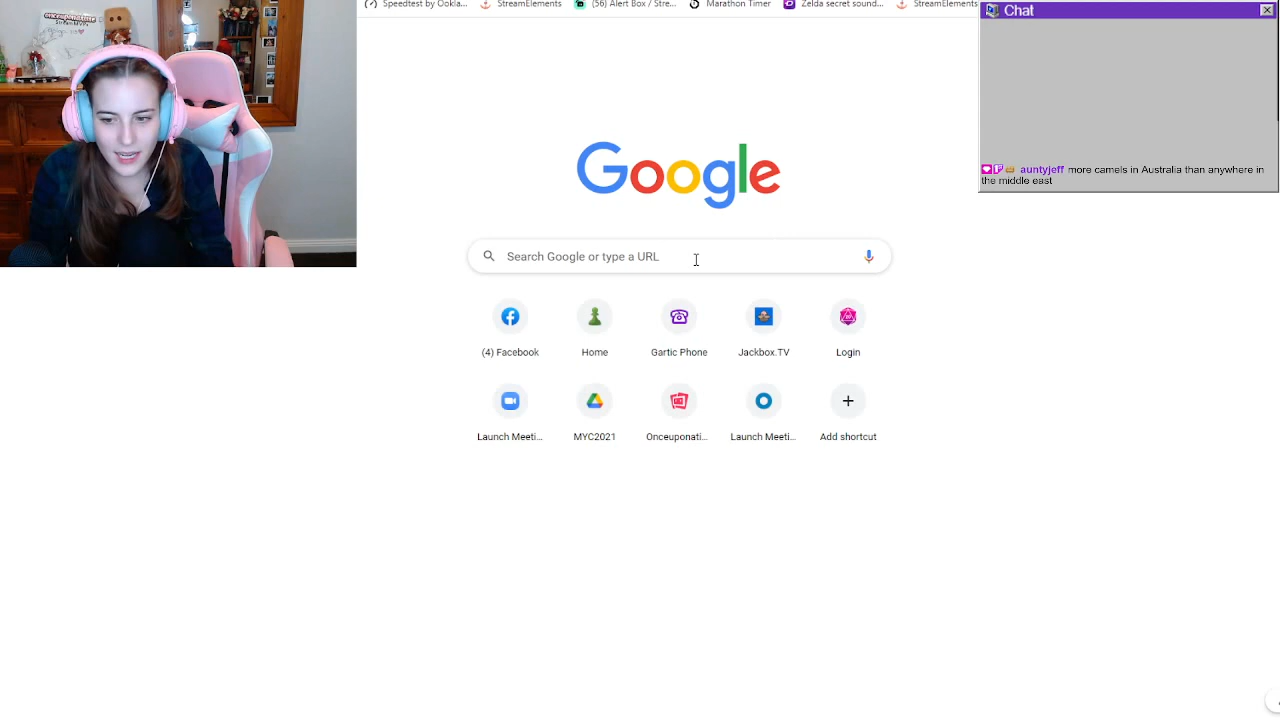 Speedtest by Ookla...
StreamElements
(56) Alert Box / Stre...
Marathon Timer
Zelda secret sound...
StreamElements
Chat
auntyjeff more camels in Australia than anywhere in
the middle east
Google
Search Google or type a URL
(4) Facebook
Home
Gartic Phone
Jackbox.TV
Login
Launch Meeti...
MYC2021
Onceuponati...
Launch Meeti...
Add shortcut